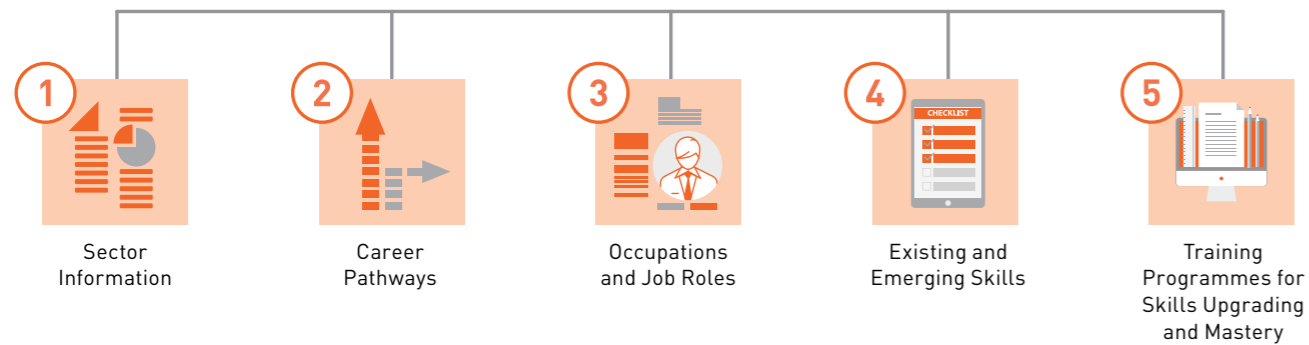 1
Sector
Information
2
Career
Pathways
3
Occupations
and Job Roles
4
CHECKLIST
Existing and
Emerging Skills
5
Training
Programmes for
Skills Upgrading
and Mastery